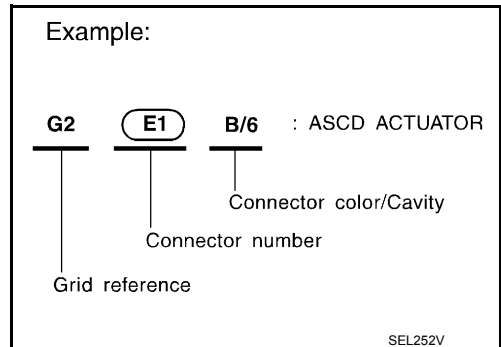 Example:
G2 E1 B/6 : ASCD ACTUATOR
Connector color/Cavity
Connector number
Grid reference
SEL252V